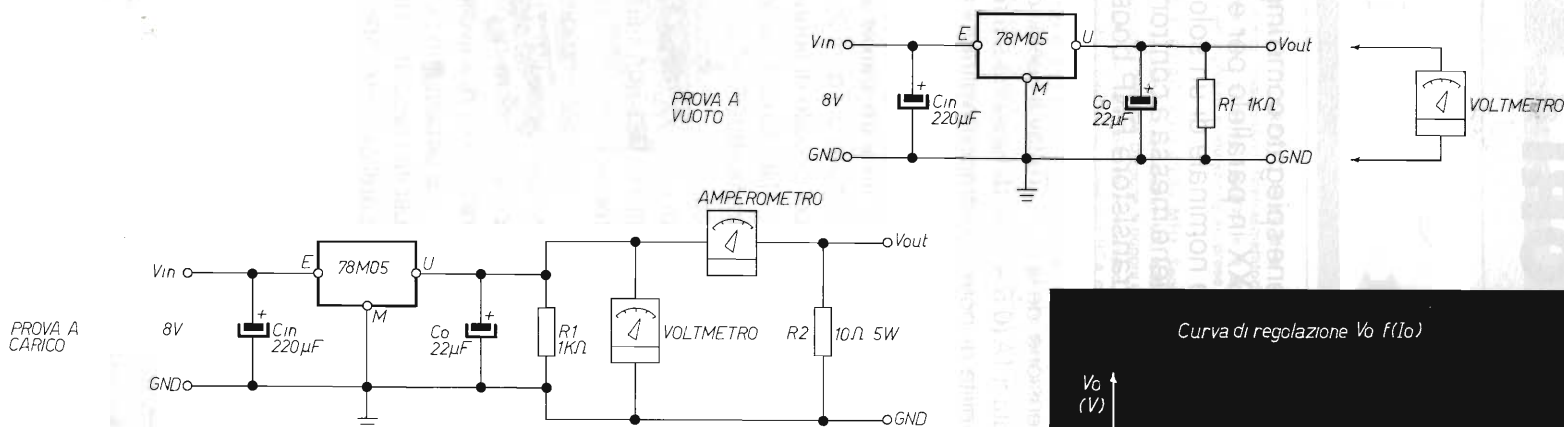 Vin
E
78M05
U
Vout
M
PROVA A
VUOTO
8V
+
Cin
220µF
+
Co
22µF
R1 1KΩ
VOLTMETRO
GND
GND
AMPEROMETRO
Vin
E
78M05
U
Vout
M
PROVA A
CARICO
8V
+
Cin
220µF
+
Co
22µF
R1
1KΩ
VOLTMETRO
R2
10Ω 5W
GND
GND
Curva di regolazione Vo f(Io)
Vo
(V)